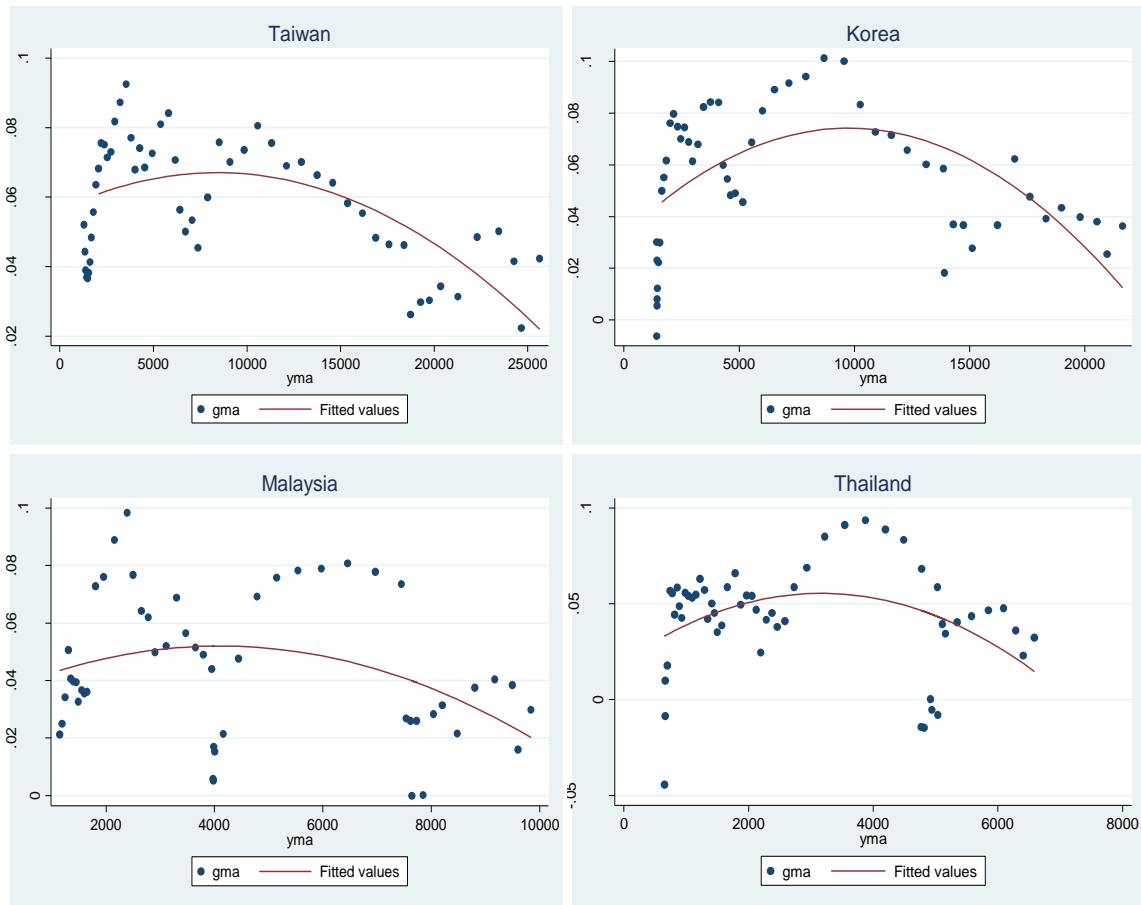 Taiwan
.1
.08
.06
.04
.02
0 5000 10000 15000 20000 25000
yma
gma Fitted values
Korea
.1
.08
.06
.04
.02
0
0 5000 10000 15000 20000
yma
gma Fitted values
Malaysia
.1
.08
.06
.04
.02
0
2000 4000 6000 8000 10000
yma
gma Fitted values
Thailand
.1
.05
0
-.05
0 2000 4000 6000 8000
yma
gma Fitted values